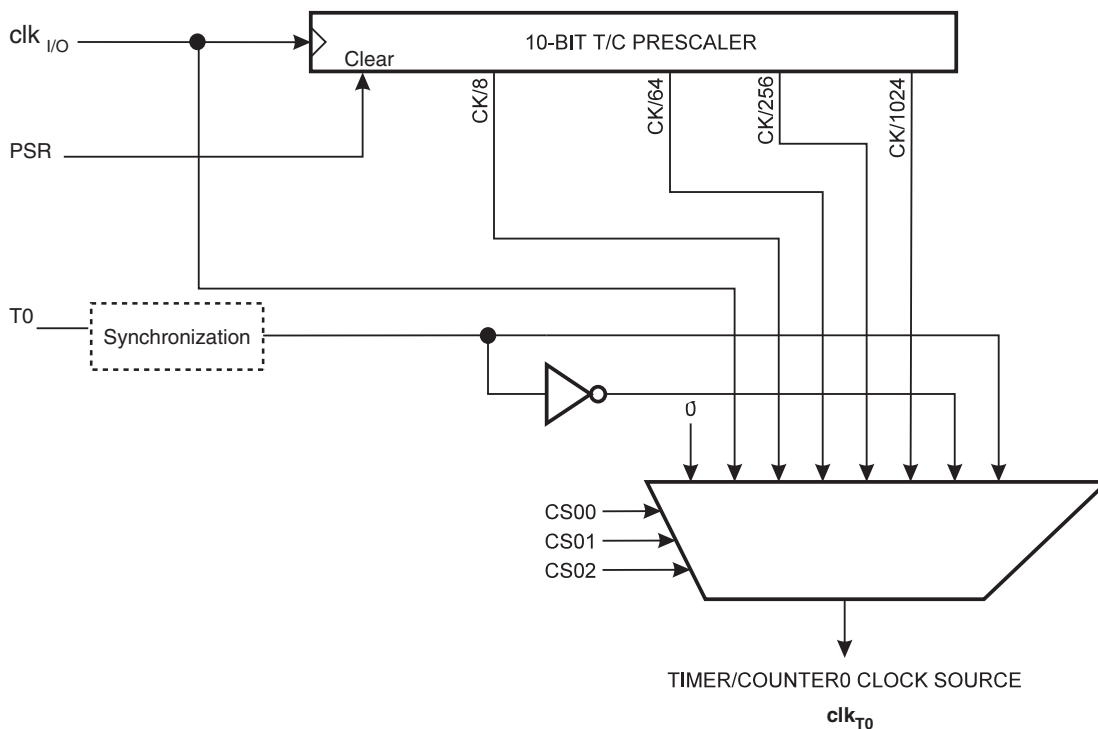 clk I/O
10-BIT T/C PRESCALER
Clear
CK/8
CK/64
CK/256
CK/1024
PSR
T0
Synchronization
0
CS00
CS01
CS02
TIMER/COUNTER0 CLOCK SOURCE
clkT0